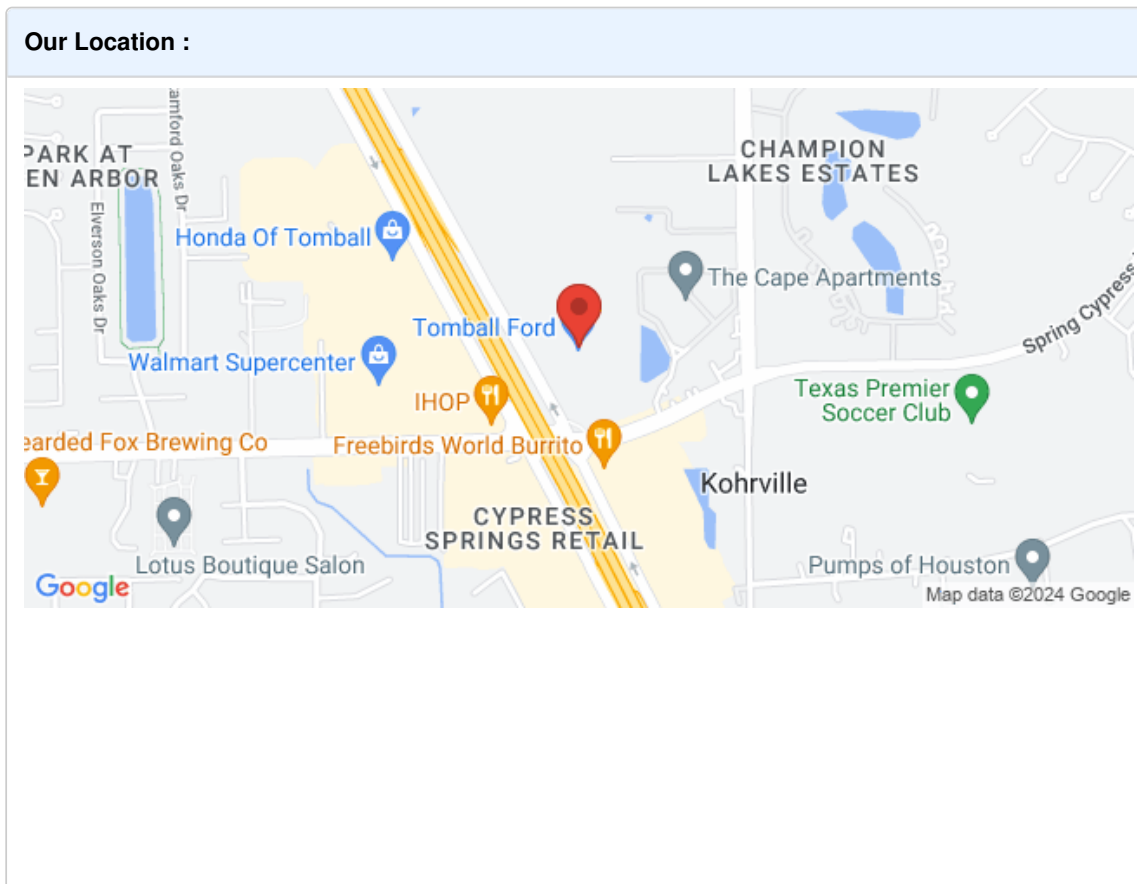 Our Location :
PARK AT
EN ARBOR
amford Oaks Dr
Elverson Oaks Dr
CHAMPION
LAKES ESTATES
Honda Of Tomball
The Cape Apartments
Tomball Ford
Spring Cypress
Walmart Supercenter
IHOP
Texas Premier
Soccer Club
earded Fox Brewing Co
Freebirds World Burrito
Kohrville
CYPRESS
SPRINGS RETAIL
Lotus Boutique Salon
Pumps of Houston
Google
Map data ©2024 Google